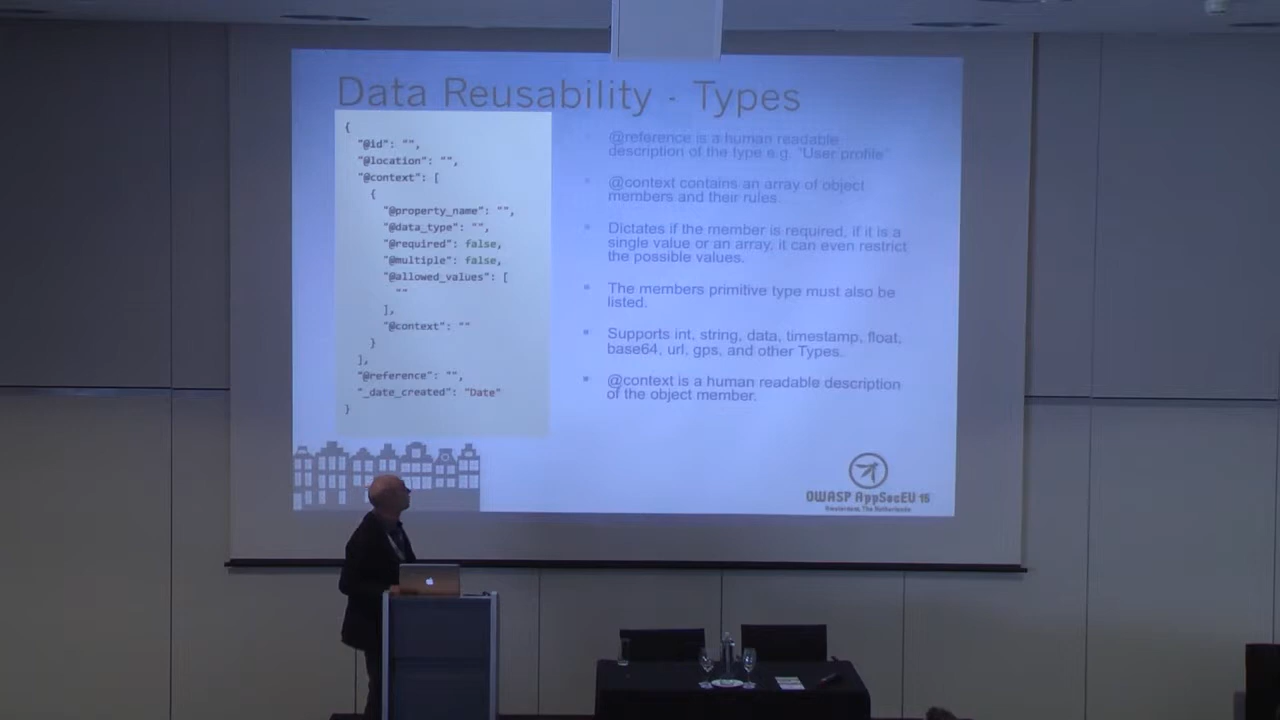 Data Reusability - Types
{
"@id": "",
"@location": "",
"@context": [
{
"@property_name": "",
"@data_type": "",
"@required": false,
"@multiple": false,
"@allowed_values": [
""
],
"@context": ""
}
],
"@reference": "",
"_date_created": "Date"
}
@reference is a human readable
description of the type e.g. "User profile"
@context contains an array of object
members and their rules.
Dictates if the member is required, if it is a
single value or an array, it can even restrict
the possible values.
The members primitive type must also be
listed.
Supports int, string, data, timestamp, float,
base64, url, gps, and other Types.
@context is a human readable description
of the object member.
OWASP AppSecEU 15
Amsterdam, The Netherlands